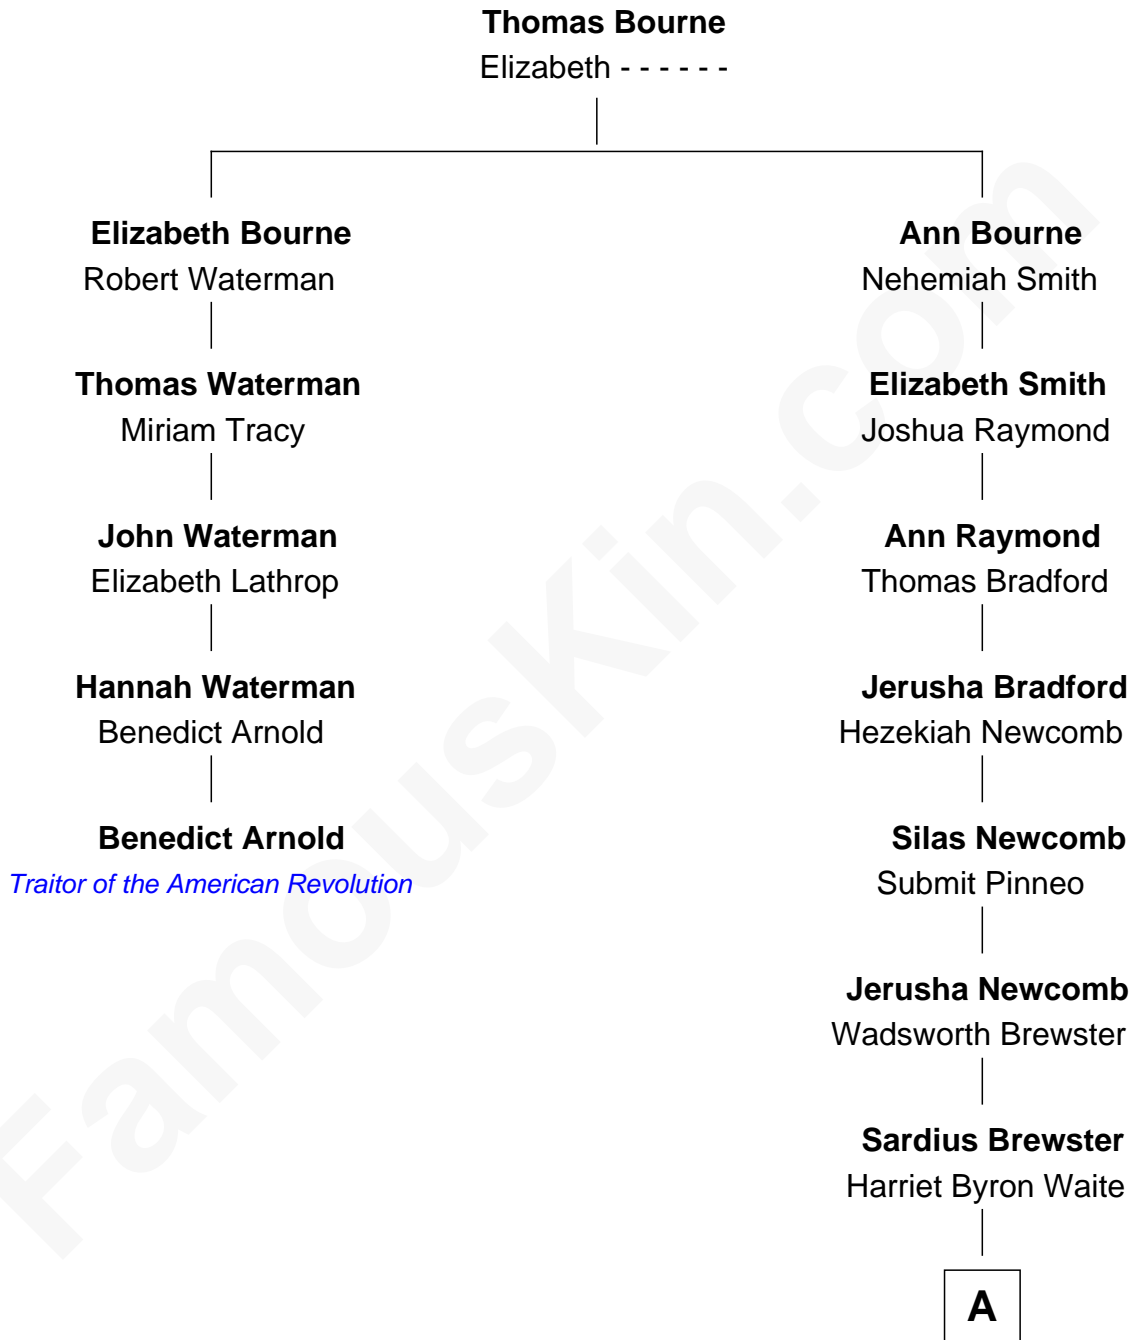 Thomas Bourne
Elizabeth - - - - - -
Elizabeth Bourne
Robert Waterman
Thomas Waterman
Miriam Tracy
John Waterman
Elizabeth Lathrop
Hannah Waterman
Benedict Arnold
Benedict Arnold
Traitor of the American Revolution
Ann Bourne
Nehemiah Smith
Elizabeth Smith
Joshua Raymond
Ann Raymond
Thomas Bradford
Jerusha Bradford
Hezekiah Newcomb
Silas Newcomb
Submit Pinneo
Jerusha Newcomb
Wadsworth Brewster
Sardius Brewster
Harriet Byron Waite
A
FamousKin.com